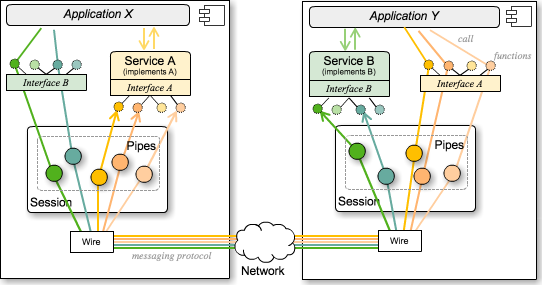 Application X
Service A
(implements A)
Interface B
Interface A
Pipes
Session
Wire
messaging protocol
Network
Application Y
call
functions
Service B
(implements B)
Interface B
Interface A
Pipes
Session
Wire